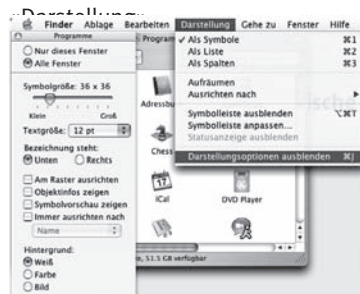 »Darstellung«
Finder Ablage Bearbeiten Darstellung Gehe zu Fenster Hilfe
Programme
Nur dieses Fenster
Alle Fenster
Symbolgröße: 36 x 36
Klein Groß
Textgröße: 12 pt
Bezeichnung steht:
Unten Rechts
Am Raster ausrichten
Objektinfos zeigen
Symbolvorschau zeigen
Immer ausrichten nach
Name
Hintergrund:
Weiß
Farbe
Bild
Program
Adressbu
Chess
iCal
DVD Player
17
51.5 GB verfügbar
✓ Als Symbole ⌘1
Als Liste ⌘2
Als Spalten ⌘3
Aufräumen
Ausrichten nach
Symbolleiste ausblenden ⌥⌘T
Symbolleiste anpassen...
Statusanzeige ausblenden
Darstellungsoptionen ausblenden ⌘J